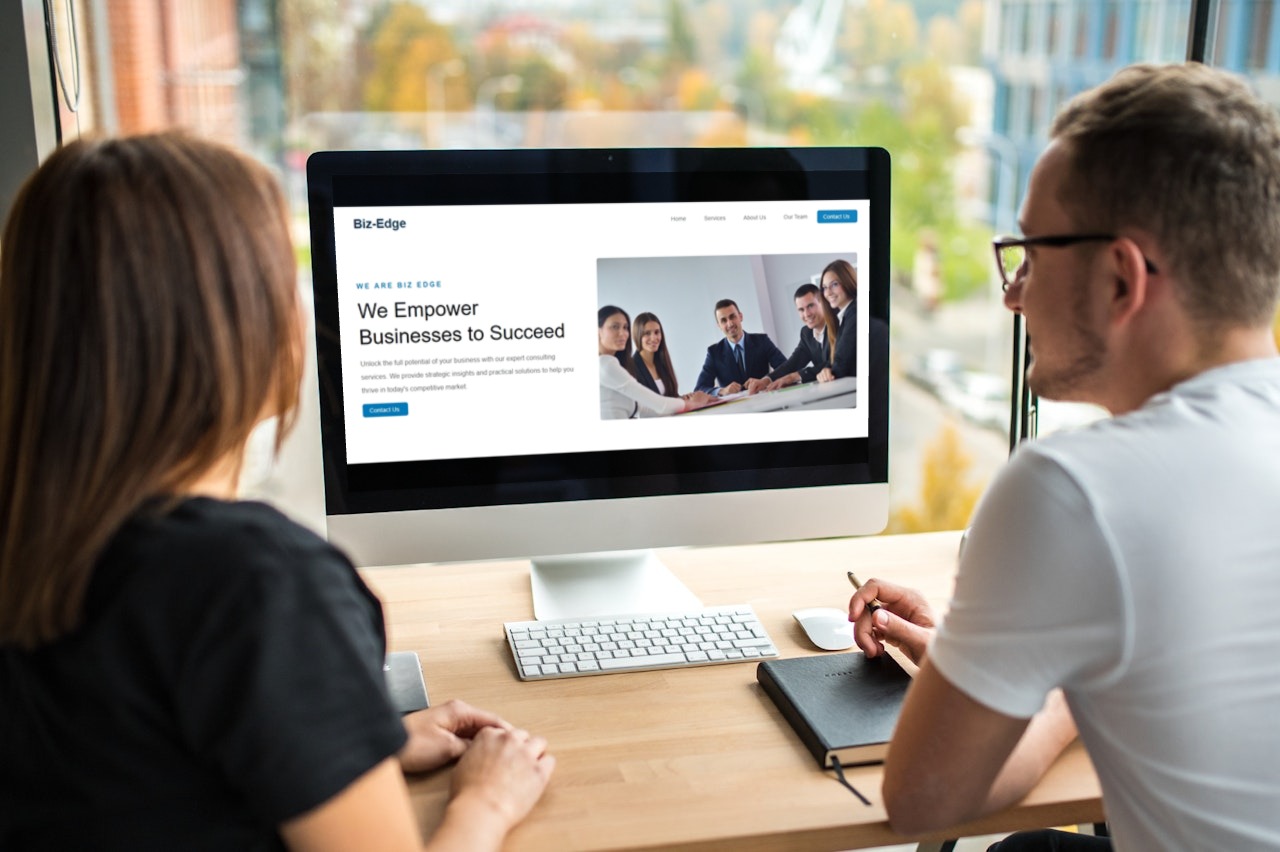 Biz-Edge
Home Services About Us Our Team Contact Us
WE ARE BIZ EDGE
We Empower
Businesses to Succeed
Unlock the full potential of your business with our expert consulting
services. We provide strategic insights and practical solutions to help you
thrive in today's competitive market.
Contact Us